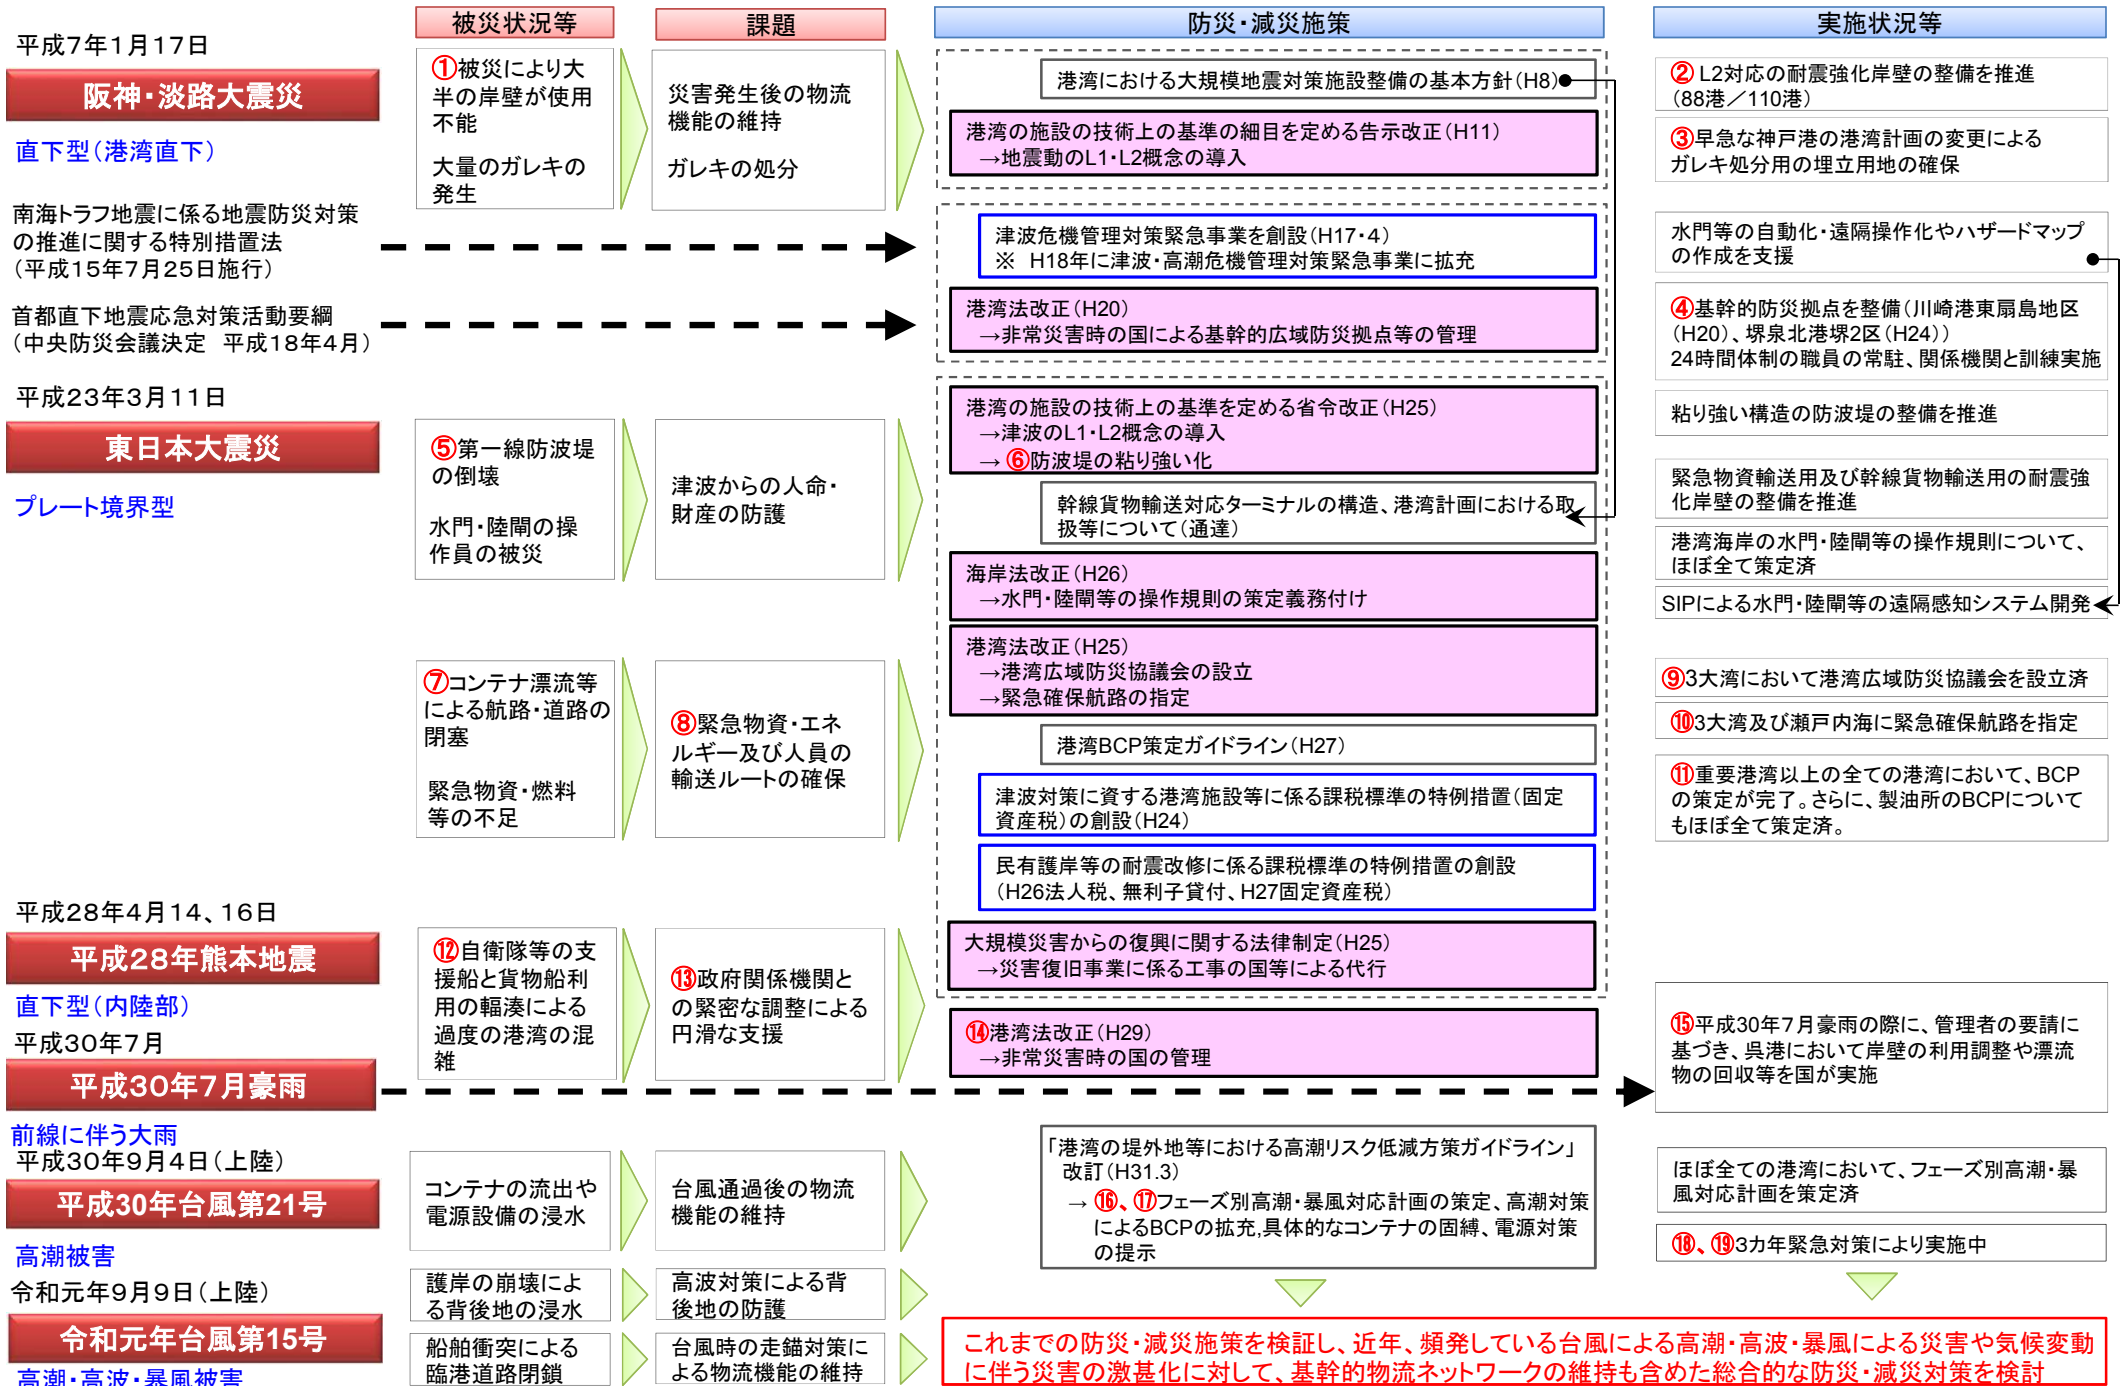 被災状況等
課題
防災・減災施策
実施状況等
平成7年1月17日
阪神・淡路大震災
直下型(港湾直下)
①被災により大
半の岸壁が使用
不能
大量のガレキの
発生
災害発生後の物流
機能の維持
ガレキの処分
港湾における大規模地震対策施設整備の基本方針(H8)
港湾の施設の技術上の基準の細目を定める告示改正(H11)
→地震動のL1・L2概念の導入
② L2対応の耐震強化岸壁の整備を推進
(88港/110港)
③早急な神戸港の港湾計画の変更による
ガレキ処分用の埋立用地の確保
南海トラフ地震に係る地震防災対策
の推進に関する特別措置法
(平成15年7月25日施行)
津波危機管理対策緊急事業を創設(H17・4)
※ H18年に津波・高潮危機管理対策緊急事業に拡充
水門等の自動化・遠隔操作化やハザードマップ
の作成を支援
首都直下地震応急対策活動要綱
(中央防災会議決定 平成18年4月)
港湾法改正(H20)
→非常災害時の国による基幹的広域防災拠点等の管理
④基幹的防災拠点を整備(川崎港東扇島地区
(H20)、堺泉北港堺2区(H24))
24時間体制の職員の常駐、関係機関と訓練実施
平成23年3月11日
東日本大震災
プレート境界型
⑤第一線防波堤
の倒壊
水門・陸閘の操
作員の被災
津波からの人命・
財産の防護
港湾の施設の技術上の基準を定める省令改正(H25)
→津波のL1・L2概念の導入
→ ⑥防波堤の粘り強い化
幹線貨物輸送対応ターミナルの構造、港湾計画における取
扱等について(通達)
海岸法改正(H26)
→水門・陸閘等の操作規則の策定義務付け
粘り強い構造の防波堤の整備を推進
緊急物資輸送用及び幹線貨物輸送用の耐震強
化岸壁の整備を推進
港湾海岸の水門・陸閘等の操作規則について、
ほぼ全て策定済
SIPによる水門・陸閘等の遠隔感知システム開発
⑦コンテナ漂流等
による航路・道路の
閉塞
緊急物資・燃料
等の不足
⑧緊急物資・エネ
ルギー及び人員の
輸送ルートの確保
港湾法改正(H25)
→港湾広域防災協議会の設立
→緊急確保航路の指定
港湾BCP策定ガイドライン(H27)
津波対策に資する港湾施設等に係る課税標準の特例措置(固定
資産税)の創設(H24)
民有護岸等の耐震改修に係る課税標準の特例措置の創設
(H26法人税、無利子貸付、H27固定資産税)
⑨3大湾において港湾広域防災協議会を設立済
⑩3大湾及び瀬戸内海に緊急確保航路を指定
⑪重要港湾以上の全ての港湾において、BCP
の策定が完了。さらに、製油所のBCPについて
もほぼ全て策定済。
平成28年4月14、16日
平成28年熊本地震
直下型(内陸部)
⑫自衛隊等の支
援船と貨物船利
用の輻湊による
過度の港湾の混
雑
⑬政府関係機関と
の緊密な調整による
円滑な支援
大規模災害からの復興に関する法律制定(H25)
→災害復旧事業に係る工事の国等による代行
⑭港湾法改正(H29)
→非常災害時の国の管理
⑮平成30年7月豪雨の際に、管理者の要請に
基づき、呉港において岸壁の利用調整や漂流
物の回収等を国が実施
平成30年7月
平成30年7月豪雨
前線に伴う大雨
平成30年9月4日(上陸)
平成30年台風第21号
高潮被害
コンテナの流出や
電源設備の浸水
台風通過後の物流
機能の維持
「港湾の堤外地等における高潮リスク低減方策ガイドライン」
改訂(H31.3)
→ ⑯、⑰フェーズ別高潮・暴風対応計画の策定、高潮対策
によるBCPの拡充,具体的なコンテナの固縛、電源対策
の提示
ほぼ全ての港湾において、フェーズ別高潮・暴
風対応計画を策定済
⑱、⑲3カ年緊急対策により実施中
令和元年9月9日(上陸)
令和元年台風第15号
高潮・高波・暴風被害
護岸の崩壊によ
る背後地の浸水
高波対策による背
後地の防護
船舶衝突による
臨港道路閉鎖
台風時の走錨対策に
よる物流機能の維持
これまでの防災・減災施策を検証し、近年、頻発している台風による高潮・高波・暴風による災害や気候変動
に伴う災害の激甚化に対して、基幹的物流ネットワークの維持も含めた総合的な防災・減災対策を検討